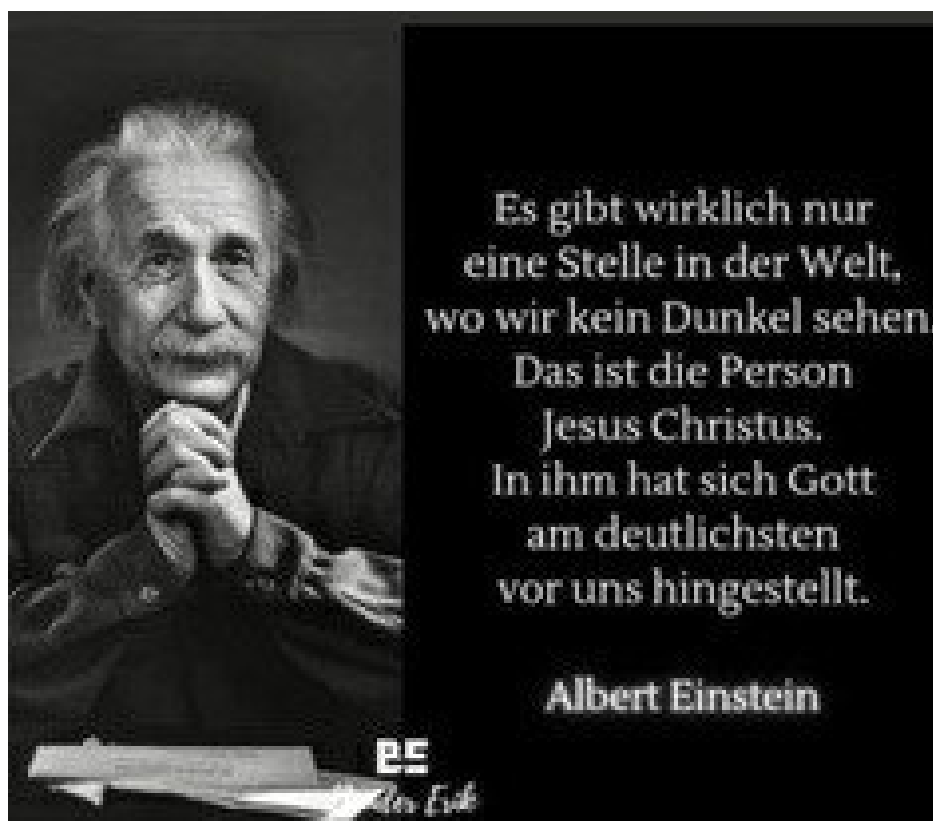 Es gibt wirklich nur
eine Stelle in der Welt,
wo wir kein Dunkel sehen.
Das ist die Person
Jesus Christus.
In ihm hat sich Gott
am deutlichsten
vor uns hingestellt.
Albert Einstein
Erik